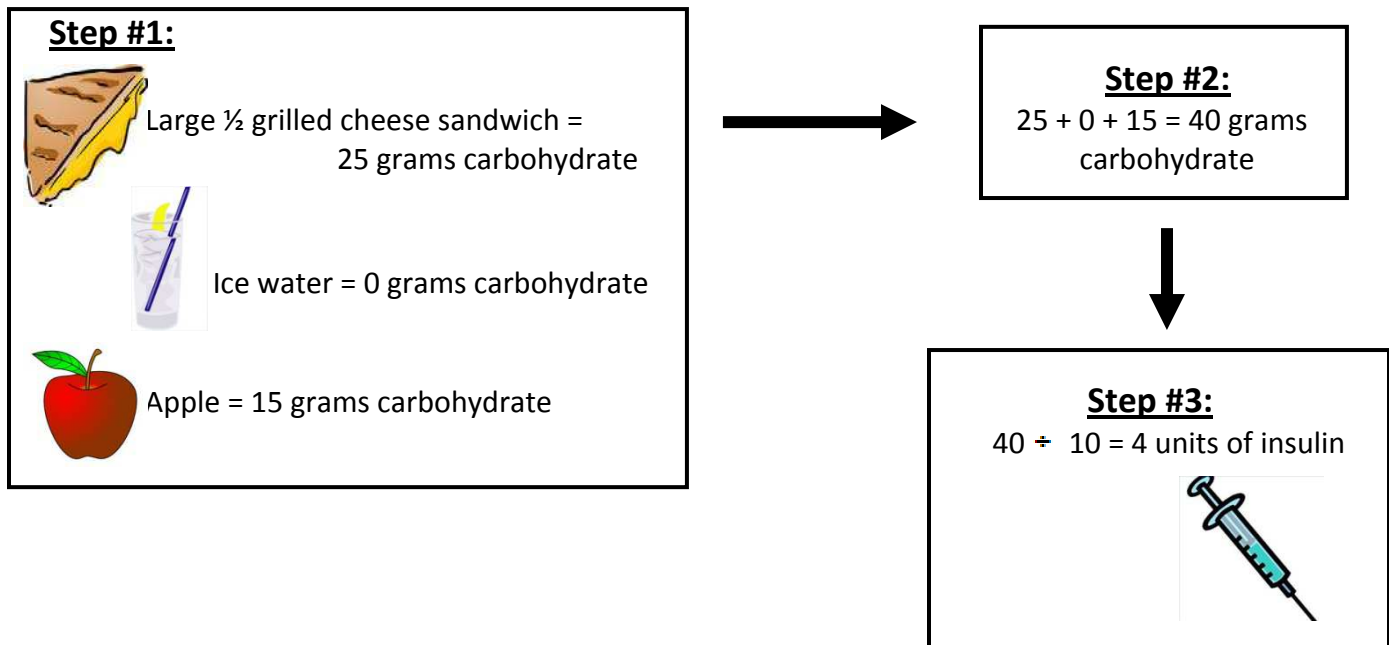 Step #1:
Large ½ grilled cheese sandwich =
25 grams carbohydrate
Ice water = 0 grams carbohydrate
Apple = 15 grams carbohydrate
Step #2:
25 + 0 + 15 = 40 grams
carbohydrate
Step #3:
40 ÷ 10 = 4 units of insulin